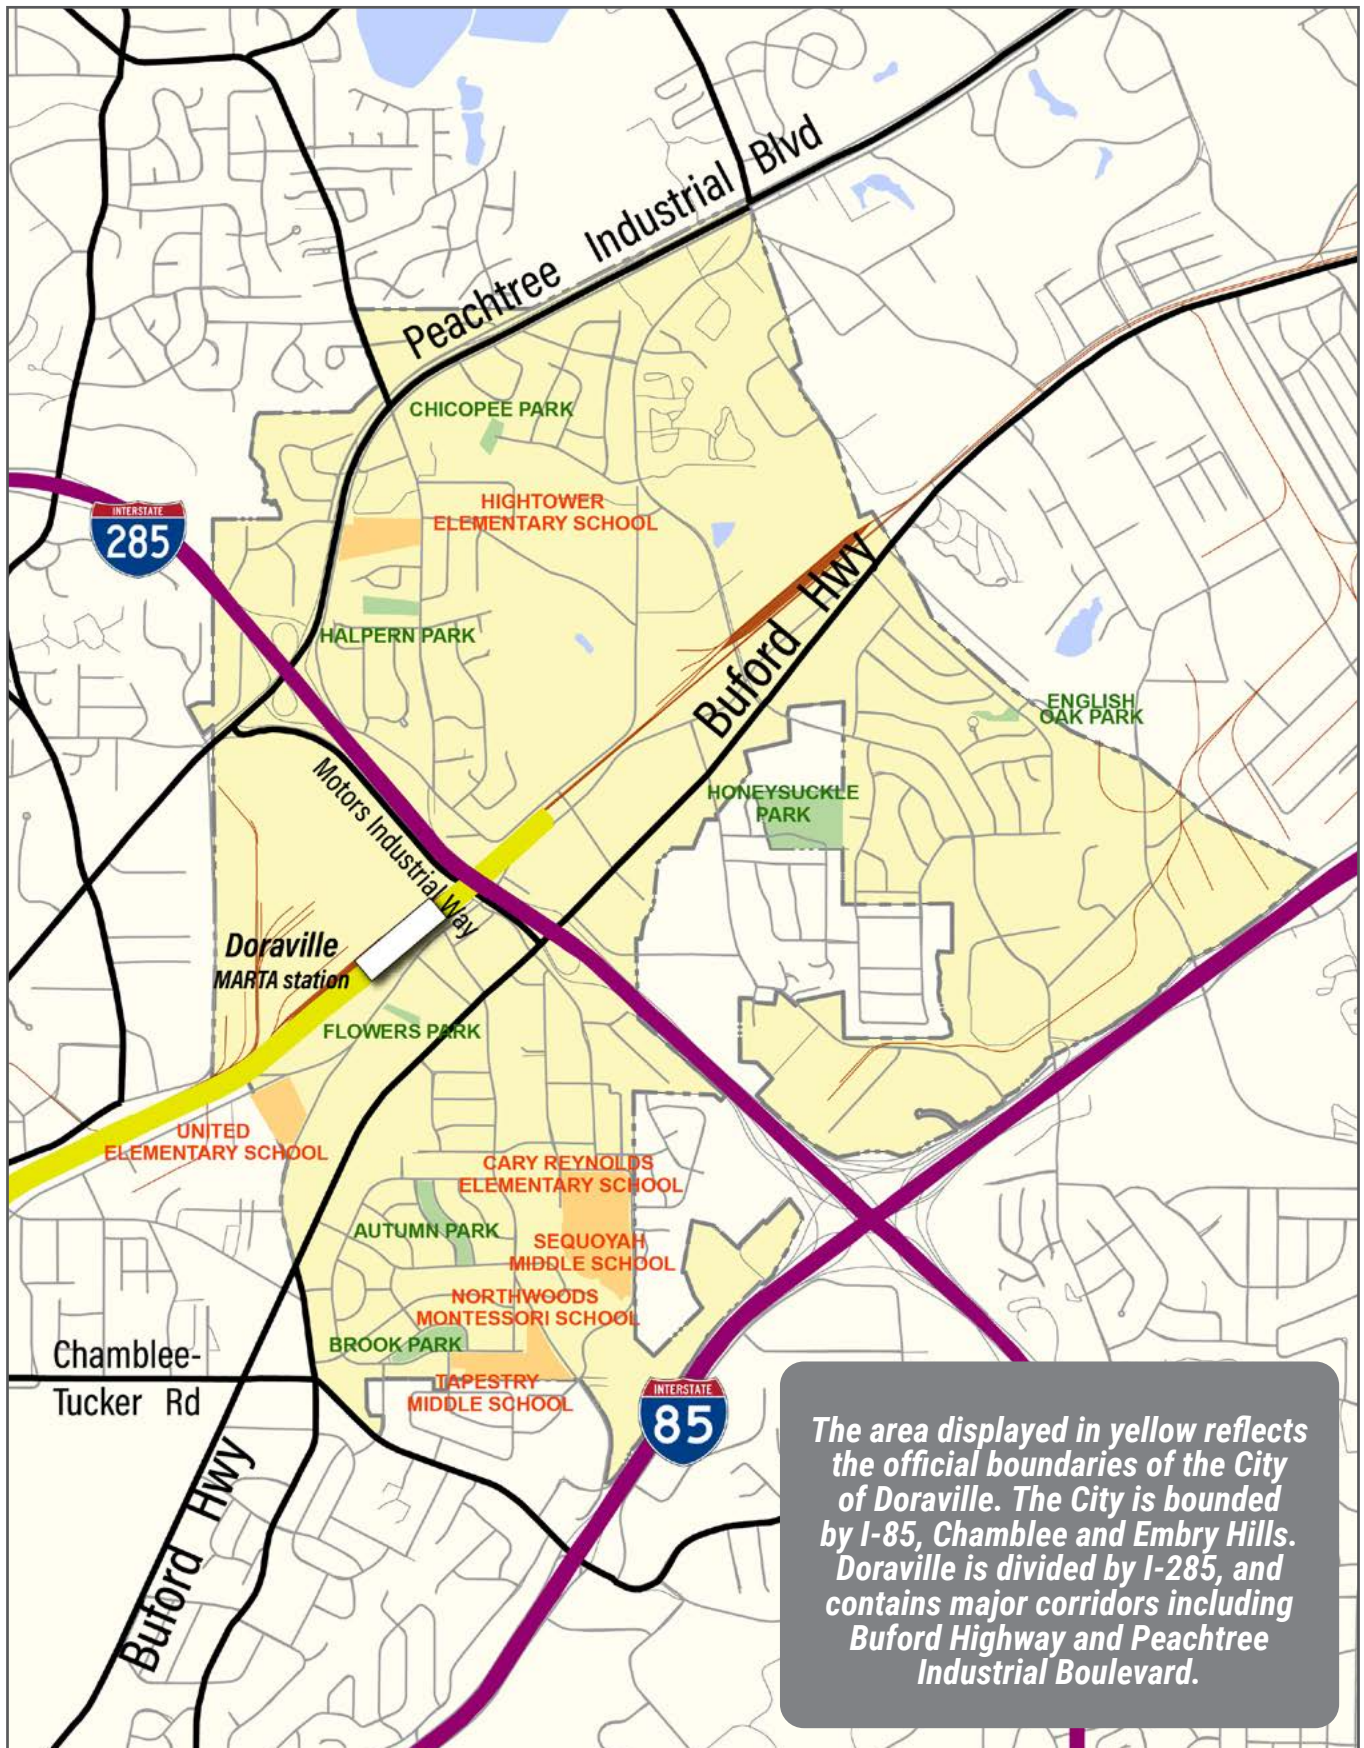 Peachtree Industrial Blvd
CHICOPEE PARK
HIGHTOWER
ELEMENTARY SCHOOL
INTERSTATE
285
HALPERN PARK
Buford Hwy
ENGLISH
OAK PARK
Motors Industrial Way
HONEYSUCKLE
PARK
Doraville
MARTA station
FLOWERS PARK
UNITED
ELEMENTARY SCHOOL
CARY REYNOLDS
ELEMENTARY SCHOOL
AUTUMN PARK
SEQUOYAH
MIDDLE SCHOOL
NORTHWOODS
MONTESSORI SCHOOL
BROOK PARK
Chamblee-
Tucker Rd
TAPESTRY
MIDDLE SCHOOL
INTERSTATE
85
Buford Hwy
The area displayed in yellow reflects
the official boundaries of the City
of Doraville. The City is bounded
by I-85, Chamblee and Embry Hills.
Doraville is divided by I-285, and
contains major corridors including
Buford Highway and Peachtree
Industrial Boulevard.